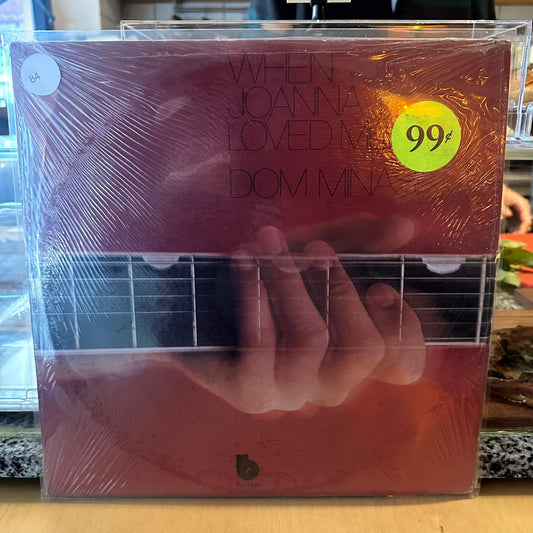 84
WHEN
JOANNA
LOVED ME
99¢
DOM MINASI